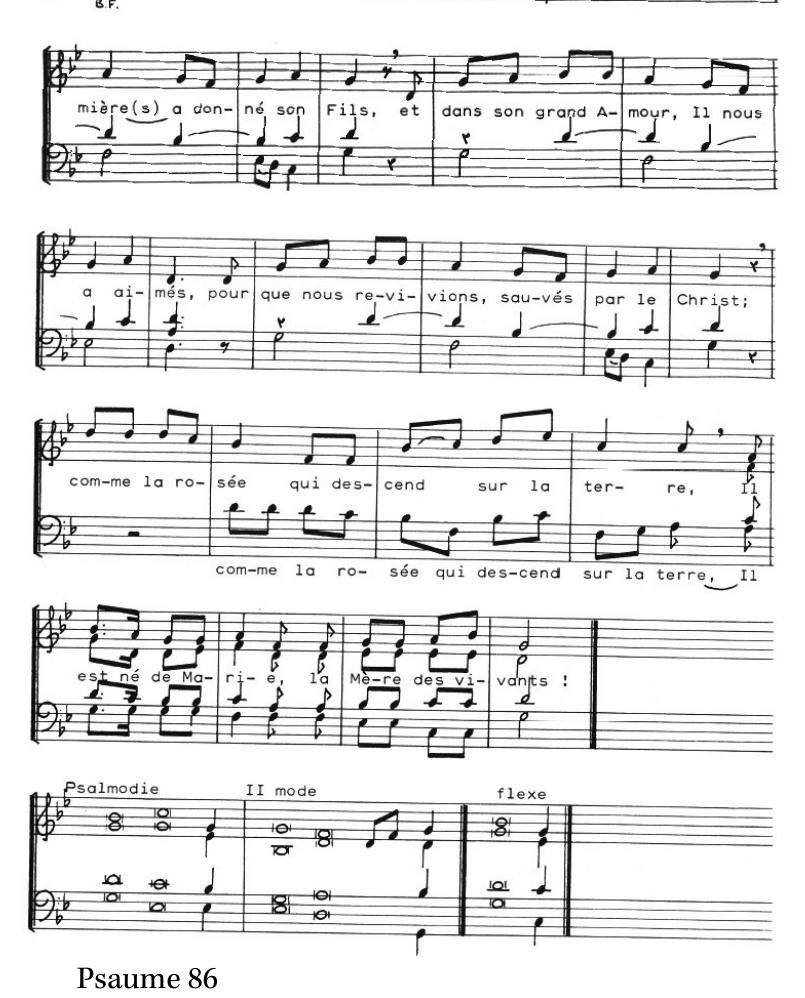 B.F.
mière(s) a don- né son Fils, et dans son grand A- mour, Il nous
a ai- més, pour que nous re-vi- vions, sau-vés par le Christ;
com-me la ro- sée qui des- cend sur la ter- re, Il
com-me la ro- sée qui des-cend sur la terre, Il
est né de Ma- ri- e, la Mè-re des vi- vants !
Psalmodie II mode flexe
Psaume 86